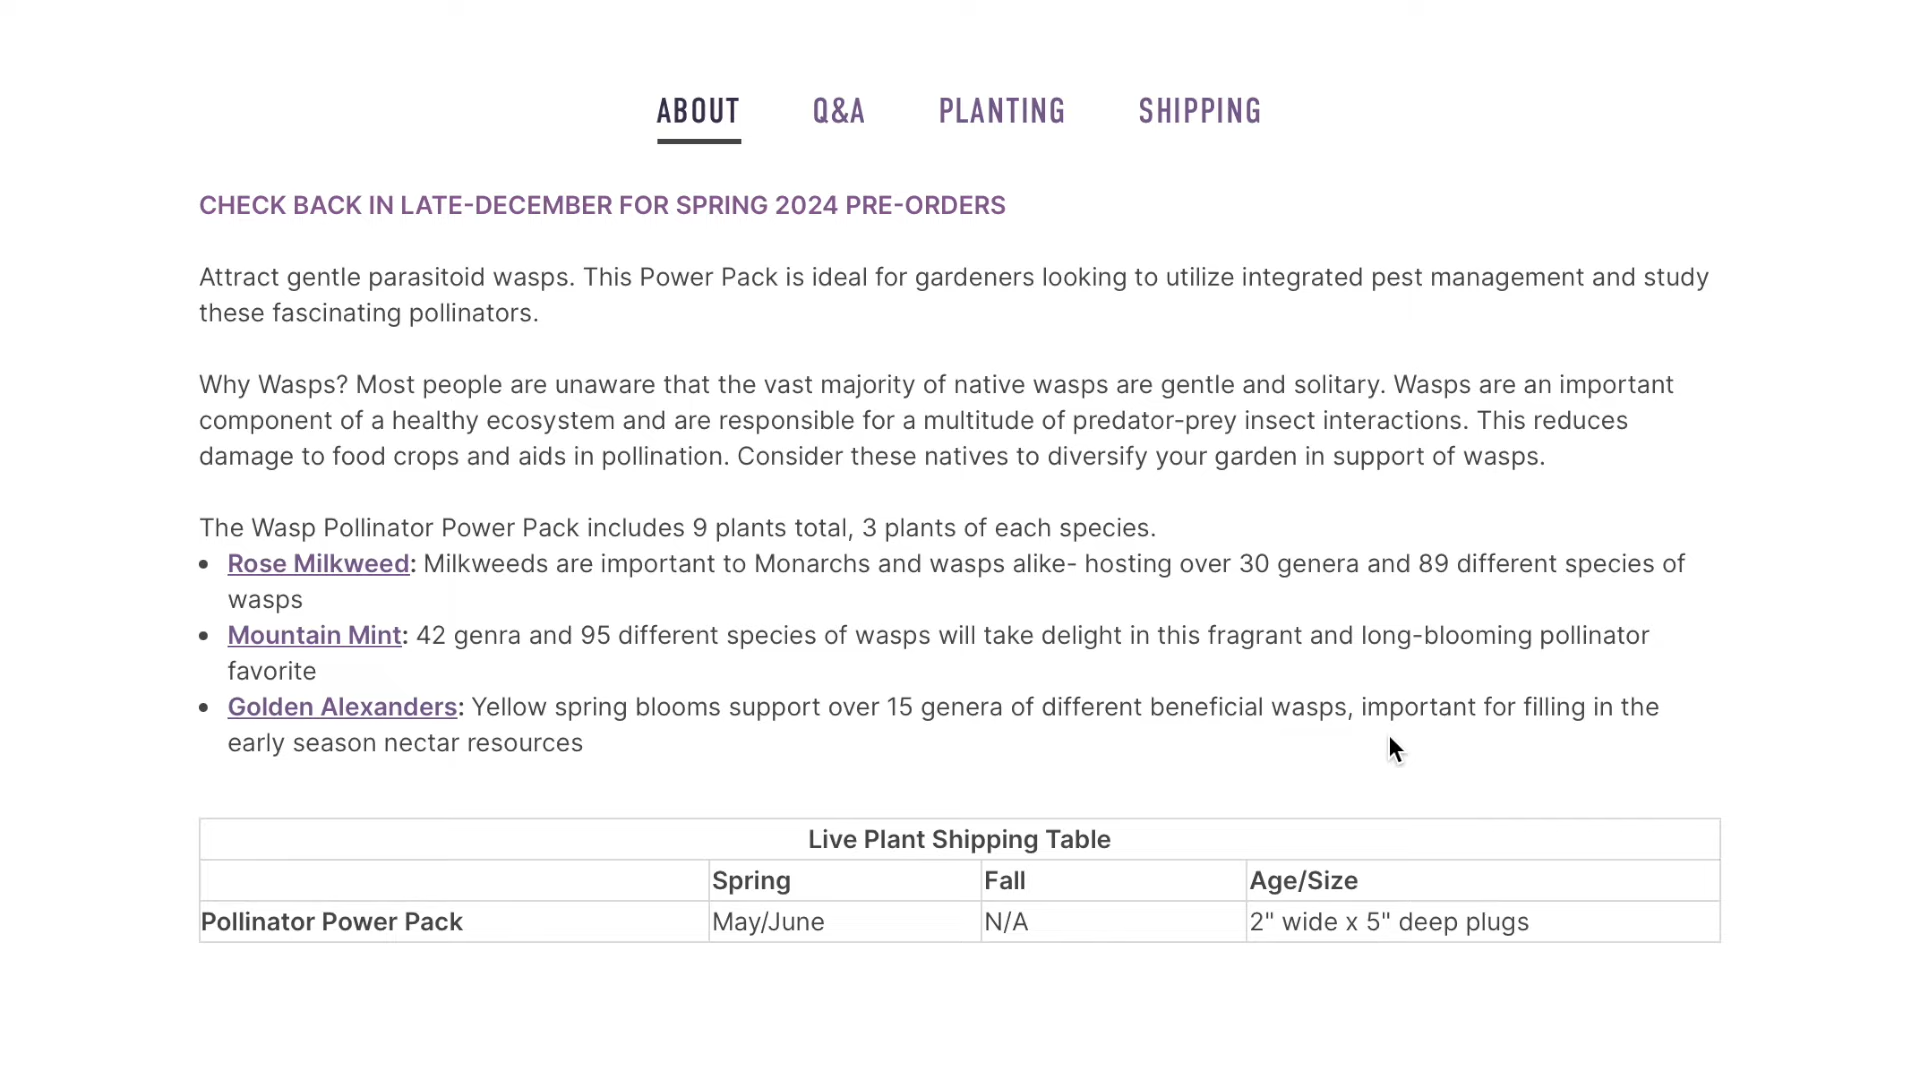 ABOUT Q&A PLANTING SHIPPING
CHECK BACK IN LATE-DECEMBER FOR SPRING 2024 PRE-ORDERS
Attract gentle parasitoid wasps. This Power Pack is ideal for gardeners looking to utilize integrated pest management and study
these fascinating pollinators.
Why Wasps? Most people are unaware that the vast majority of native wasps are gentle and solitary. Wasps are an important
component of a healthy ecosystem and are responsible for a multitude of predator-prey insect interactions. This reduces
damage to food crops and aids in pollination. Consider these natives to diversify your garden in support of wasps.
The Wasp Pollinator Power Pack includes 9 plants total, 3 plants of each species.
• Rose Milkweed: Milkweeds are important to Monarchs and wasps alike- hosting over 30 genera and 89 different species of
wasps
• Mountain Mint: 42 genra and 95 different species of wasps will take delight in this fragrant and long-blooming pollinator
favorite
• Golden Alexanders: Yellow spring blooms support over 15 genera of different beneficial wasps, important for filling in the
early season nectar resources
Live Plant Shipping Table
Spring Fall Age/Size
Pollinator Power Pack May/June N/A 2" wide x 5" deep plugs